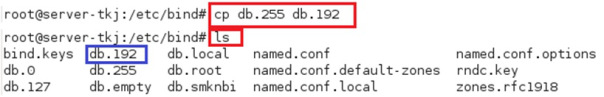 root@server-tkj:/etc/bind# cp db.255 db.192
root@server-tkj:/etc/bind# ls
bind.keys db.192 db.local named.conf named.conf.options
db.0 db.255 db.root named.conf.default-zones rndc.key
db.127 db.empty db.smknbi named.conf.local zones.rfc1918